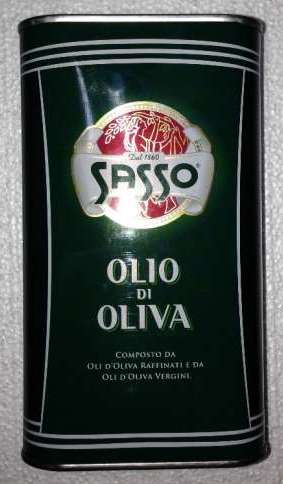 Dal 1860
SASSO®
OLIO
DI
OLIVA
COMPOSTO DA
OLI D'OLIVA RAFFINATI E DA
OLI D'OLIVA VERGINI.